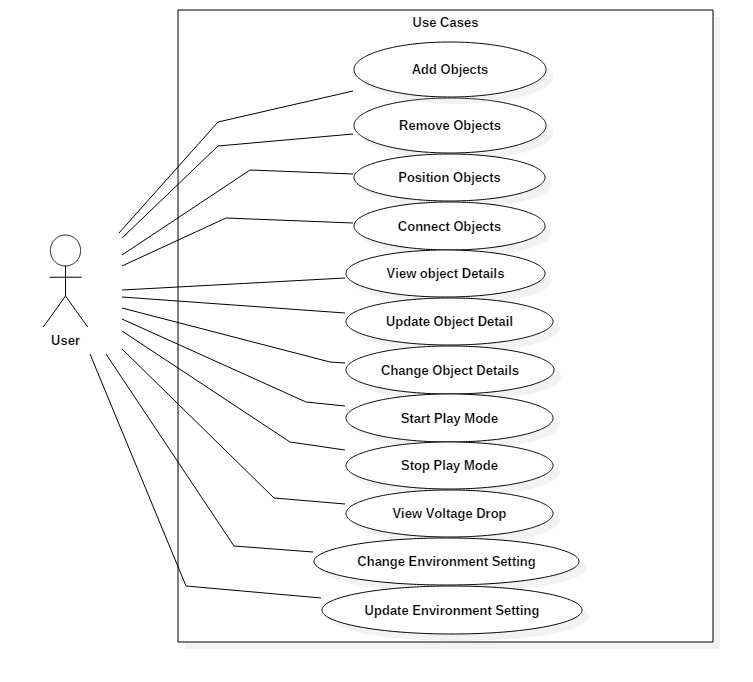 Use Cases
Add Objects
Remove Objects
Position Objects
Connect Objects
View object Details
Update Object Detail
Change Object Details
Start Play Mode
Stop Play Mode
View Voltage Drop
Change Environment Setting
Update Environment Setting
User